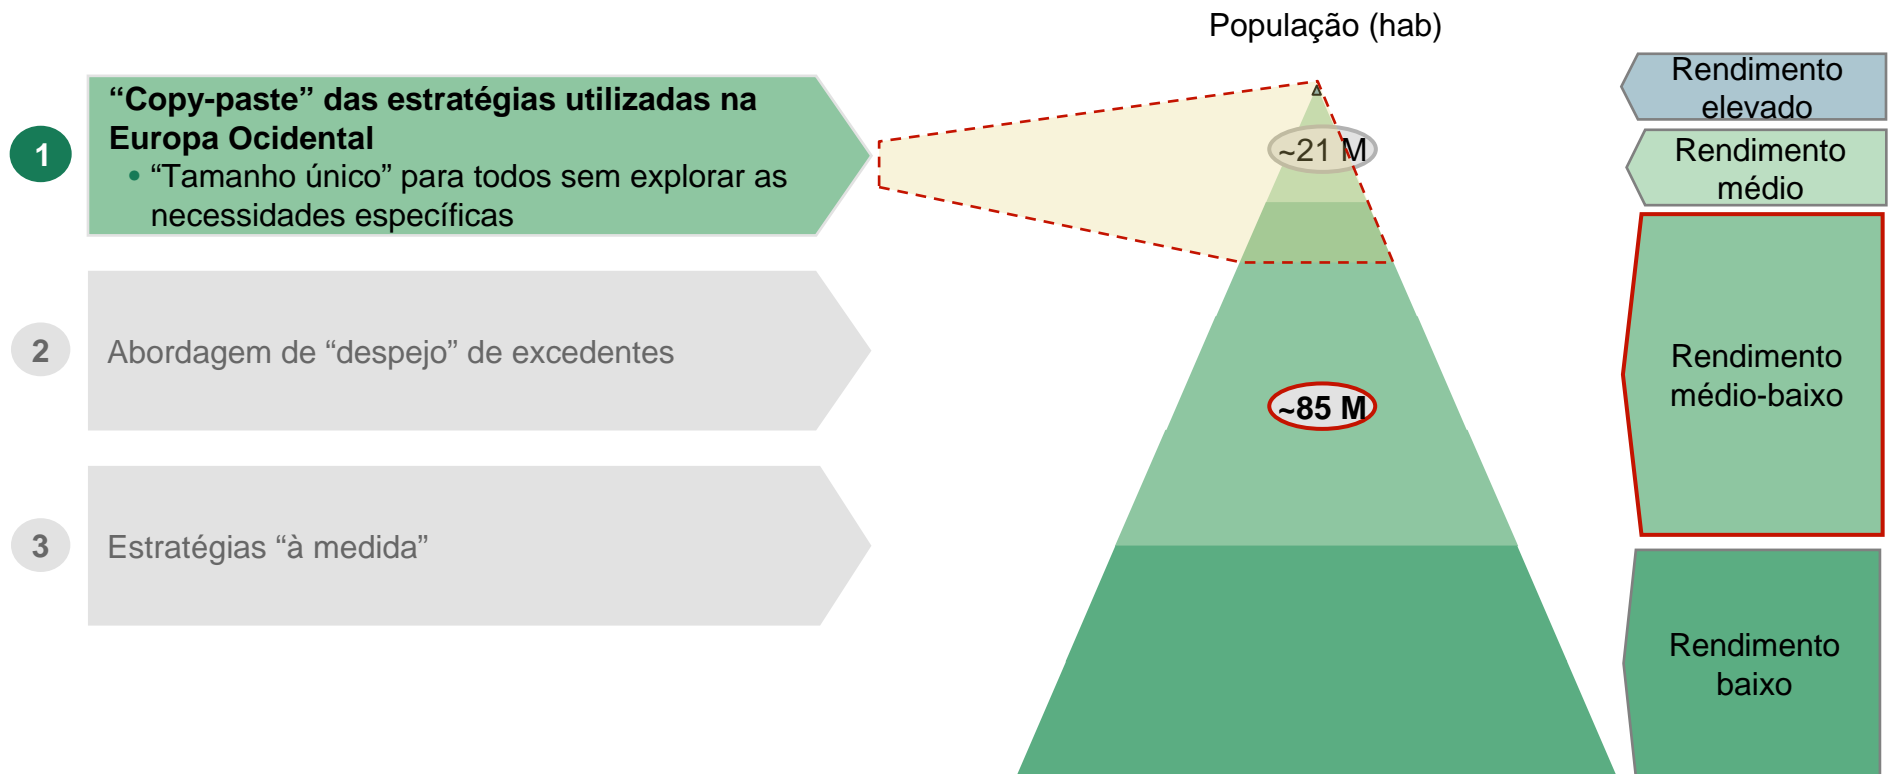 População (hab)
1
“Copy-paste” das estratégias utilizadas na
Europa Ocidental
• “Tamanho único” para todos sem explorar as
necessidades específicas
2
Abordagem de “despejo” de excedentes
3
Estratégias “à medida”
~21 M
~85 M
Rendimento
elevado
Rendimento
médio
Rendimento
médio-baixo
Rendimento
baixo